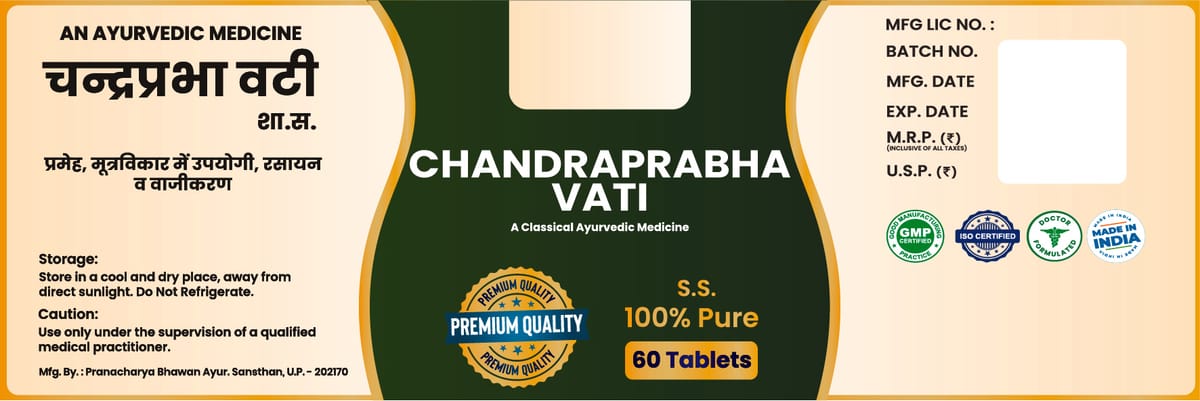 AN AYURVEDIC MEDICINE
चन्द्रप्रभा वटी
शा.स.
प्रमेह, मूत्रविकार में उपयोगी, रसायन
व वाजीकरण
Storage:
Store in a cool and dry place, away from
direct sunlight. Do Not Refrigerate.
Caution:
Use only under the supervision of a qualified
medical practitioner.
Mfg. By. : Pranacharya Bhawan Ayur. Sansthan, U.P. - 202170
CHANDRAPRABHA
VATI
A Classical Ayurvedic Medicine
PREMIUM QUALITY
PREMIUM QUALITY
PREMIUM QUALITY
S.S.
100% Pure
60 Tablets
MFG LIC NO. :
BATCH NO.
MFG. DATE
EXP. DATE
M.R.P. (₹)
(INCLUSIVE OF ALL TAXES)
U.S.P. (₹)
GOOD MANUFACTURING
GMP
CERTIFIED
PRACTICE
ISO CERTIFIED
DOCTOR
FORMULATED
MADE IN INDIA
MADE IN
INDIA